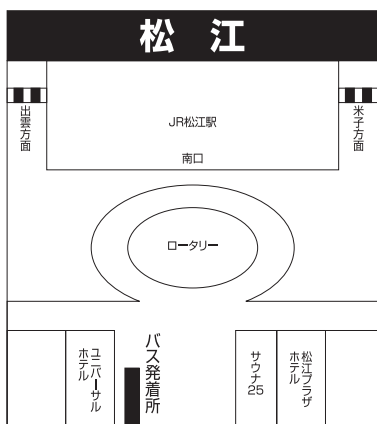 松江
JR松江駅
南口
出雲方面
米子方面
ロータリー
ユニバーサル
ホテル
バス発着所
サウナ25
松江プラザ
ホテル